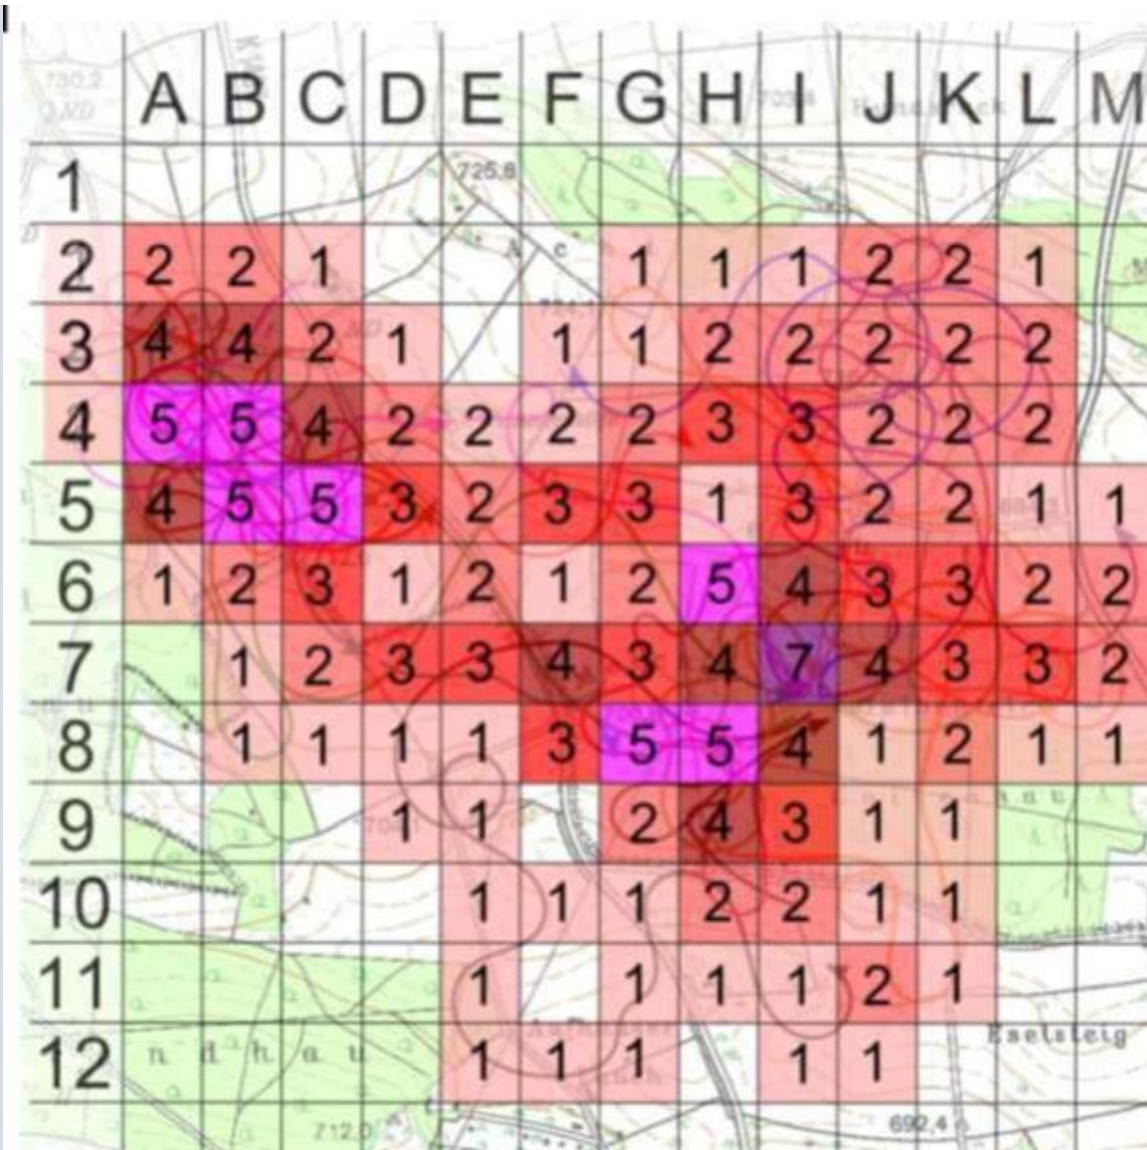 730.2
ND
A B C D E F G H I J K L M
1 725.8
2 2 2 1 1 1 1 2 2 1
3 4 4 2 1 1 1 2 2 2 2 2
4 5 5 4 2 2 2 2 3 3 2 2 2
5 4 5 5 3 2 3 3 1 3 2 2 1 1
6 1 2 3 1 2 1 2 5 4 3 3 2 2
7 1 2 3 3 4 3 4 7 4 3 3 2
8 1 1 1 1 3 5 5 4 1 2 1 1
9 1 1 2 4 3 1 1
10 1 1 1 2 2 1 1
11 1 1 1 1 2 1
Eselsteig
12 n d h a u 1 1 1 1 1
712,0 692,4